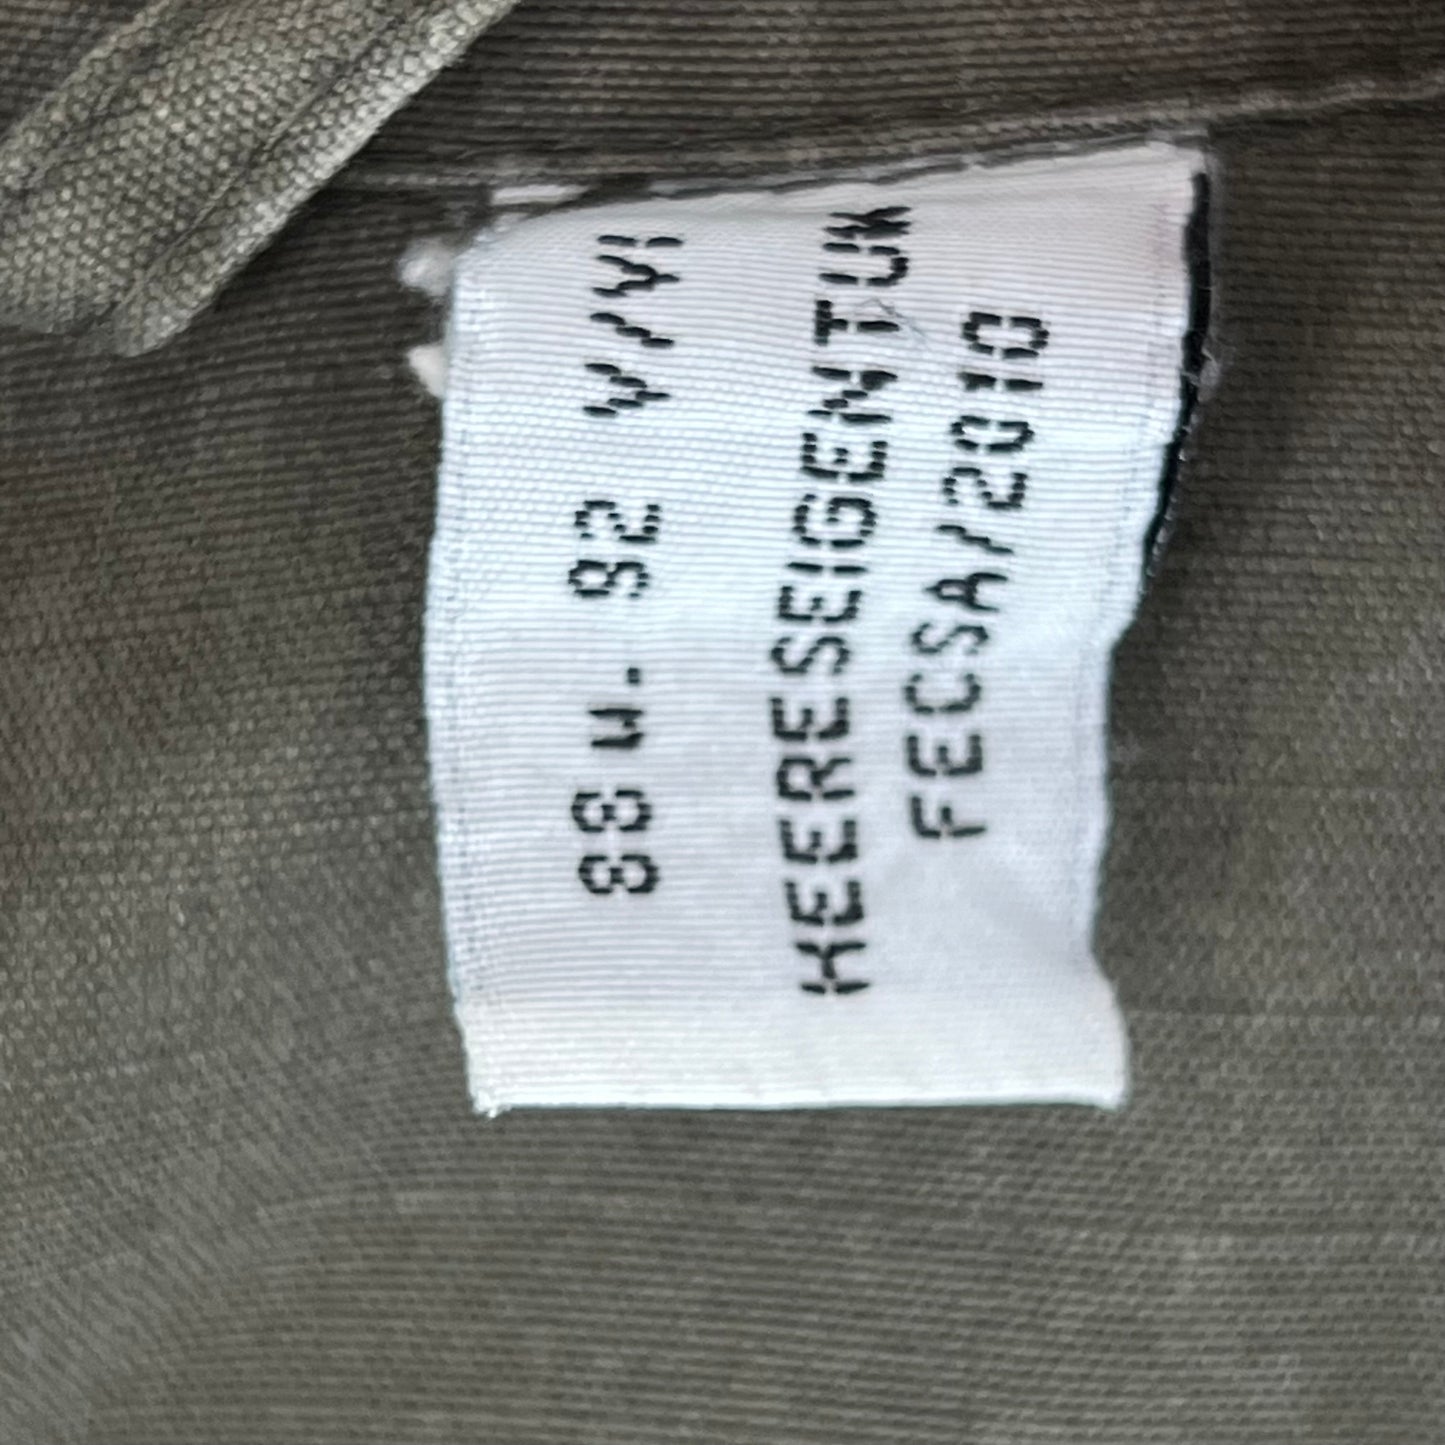 88 W. 92 W/VI
HEERESEIGENTUM
FECSA/2010